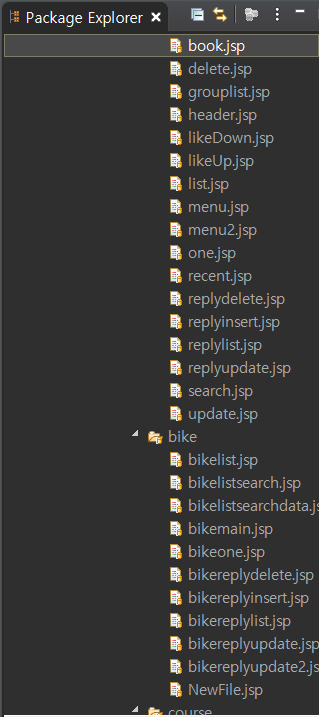 Package Explorer
book.jsp
delete.jsp
grouplist.jsp
header.jsp
likeDown.jsp
likeUp.jsp
list.jsp
menu.jsp
menu2.jsp
one.jsp
recent.jsp
replydelete.jsp
replyinsert.jsp
replylist.jsp
replyupdate.jsp
search.jsp
update.jsp
bike
bikelist.jsp
bikelistsearch.jsp
bikelistsearchdata.js
bikemain.jsp
bikeone.jsp
bikereplydelete.jsp
bikereplyinsert.jsp
bikereplylist.jsp
bikereplyupdate.jsp
bikereplyupdate2.js
NewFile.jsp
course